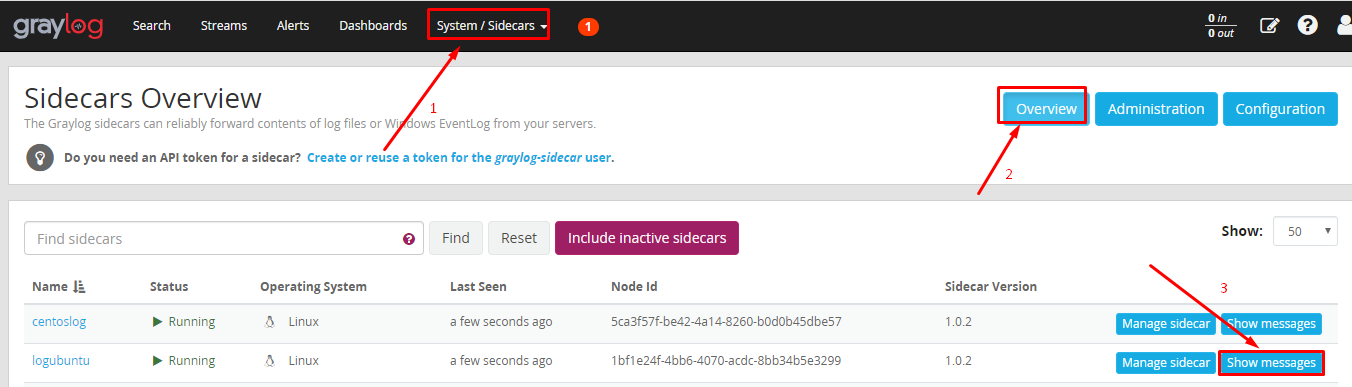 graylog Search Streams Alerts Dashboards System / Sidecars 1 0 in
0 out
1
Sidecars Overview
Overview Administration Configuration
The Graylog sidecars can reliably forward contents of log files or Windows EventLog from your servers.
Do you need an API token for a sidecar? Create or reuse a token for the graylog-sidecar user.
2
Find sidecars ? Find Reset Include inactive sidecars Show: 50
3
Name Status Operating System Last Seen Node Id Sidecar Version
centoslog Running Linux a few seconds ago 5ca3f57f-be42-4a14-8260-b0d0b45dbe57 1.0.2 Manage sidecar Show messages
logubuntu Running Linux a few seconds ago 1bf1e24f-4bb6-4070-acdc-8bb34b5e3299 1.0.2 Manage sidecar Show messages